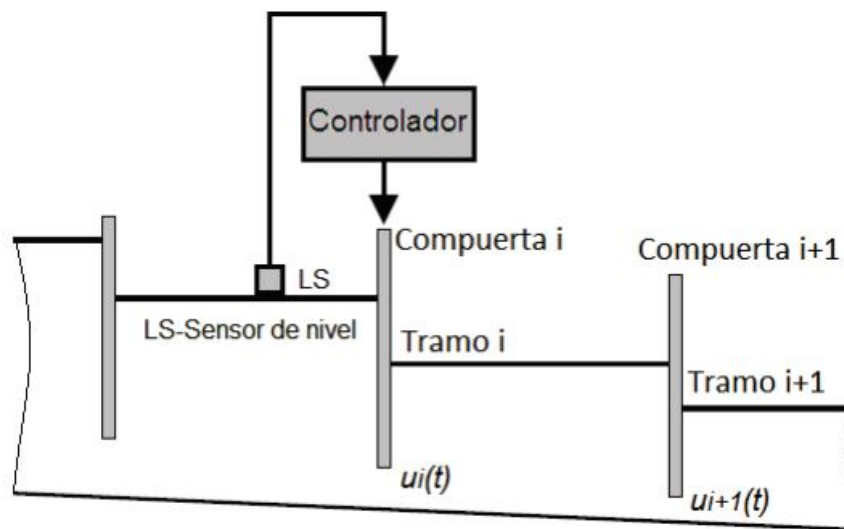 Controlador
Compuerta i
Compuerta i+1
LS
LS-Sensor de nivel
Tramo i
Tramo i+1
ui(t)
ui+1(t)